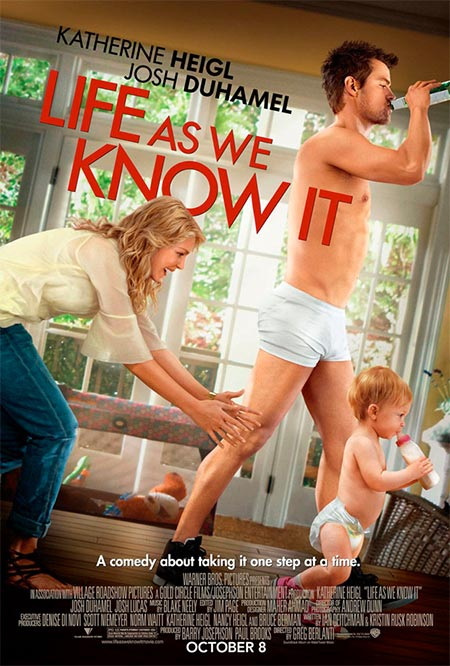 KATHERINE HEIGL
JOSH DUHAMEL
LIFE AS WE
KNOW IT
A comedy about taking it one step at a time.
WARNER BROS. PICTURES PRESENTS
IN ASSOCIATION WITH VILLAGE ROADSHOW PICTURES A GOLD CIRCLE FILMS/JOSEPHSON ENTERTAINMENT PRODUCTION KATHERINE HEIGL "LIFE AS WE KNOW IT"
JOSH DUHAMEL JOSH LUCAS MUSIC BY BLAKE NEELY EDITED BY JIM PAGE PRODUCTION DESIGNER MAHER AHMAD DIRECTOR OF PHOTOGRAPHY ANDREW DUNN
EXECUTIVE PRODUCERS DENISE DI NOVI SCOTT NIEMEYER NORM WAITT KATHERINE HEIGL NANCY HEIGL AND BRUCE BERMAN WRITTEN BY IAN DEITCHMAN & KRISTIN RUSK ROBINSON
PRODUCED BY BARRY JOSEPHSON PAUL BROOKS DIRECTED BY GREG BERLANTI
www.lifeasweknowitmovie.com
OCTOBER 8